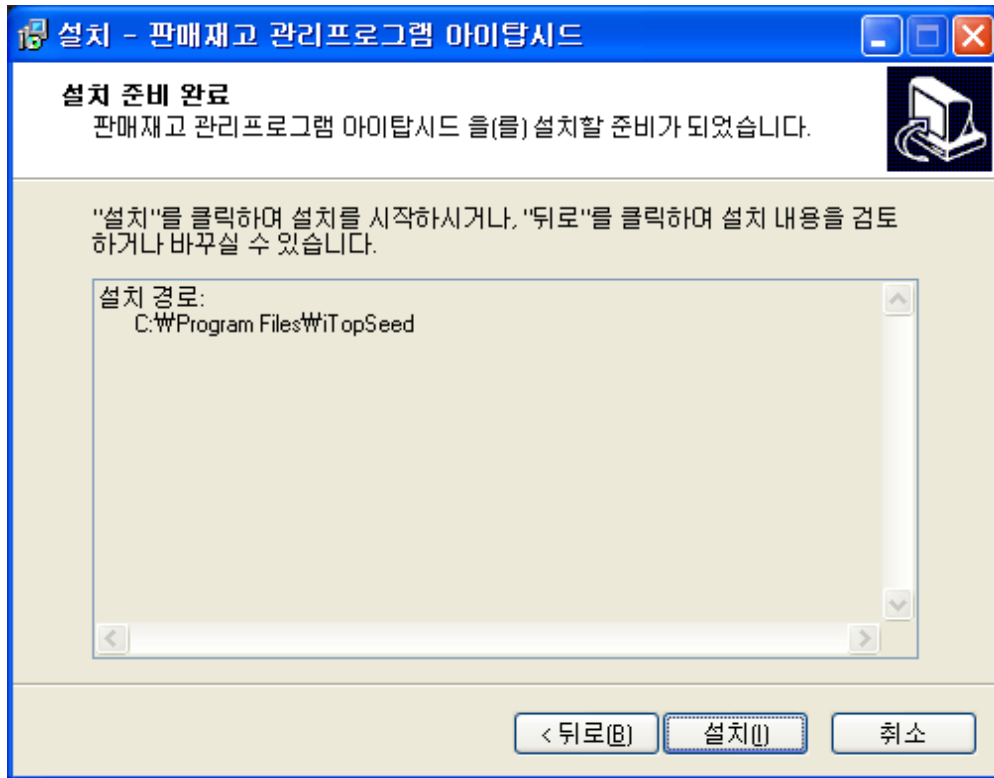 설치 - 판매재고 관리프로그램 아이탑시드
설치 준비 완료
판매재고 관리프로그램 아이탑시드 을(를) 설치할 준비가 되었습니다.
"설치"를 클릭하여 설치를 시작하시거나, "뒤로"를 클릭하여 설치 내용을 검토
하거나 바꾸실 수 있습니다.
설치 경로:
C:₩Program Files₩iTopSeed
< 뒤로(B) 설치(I) 취소